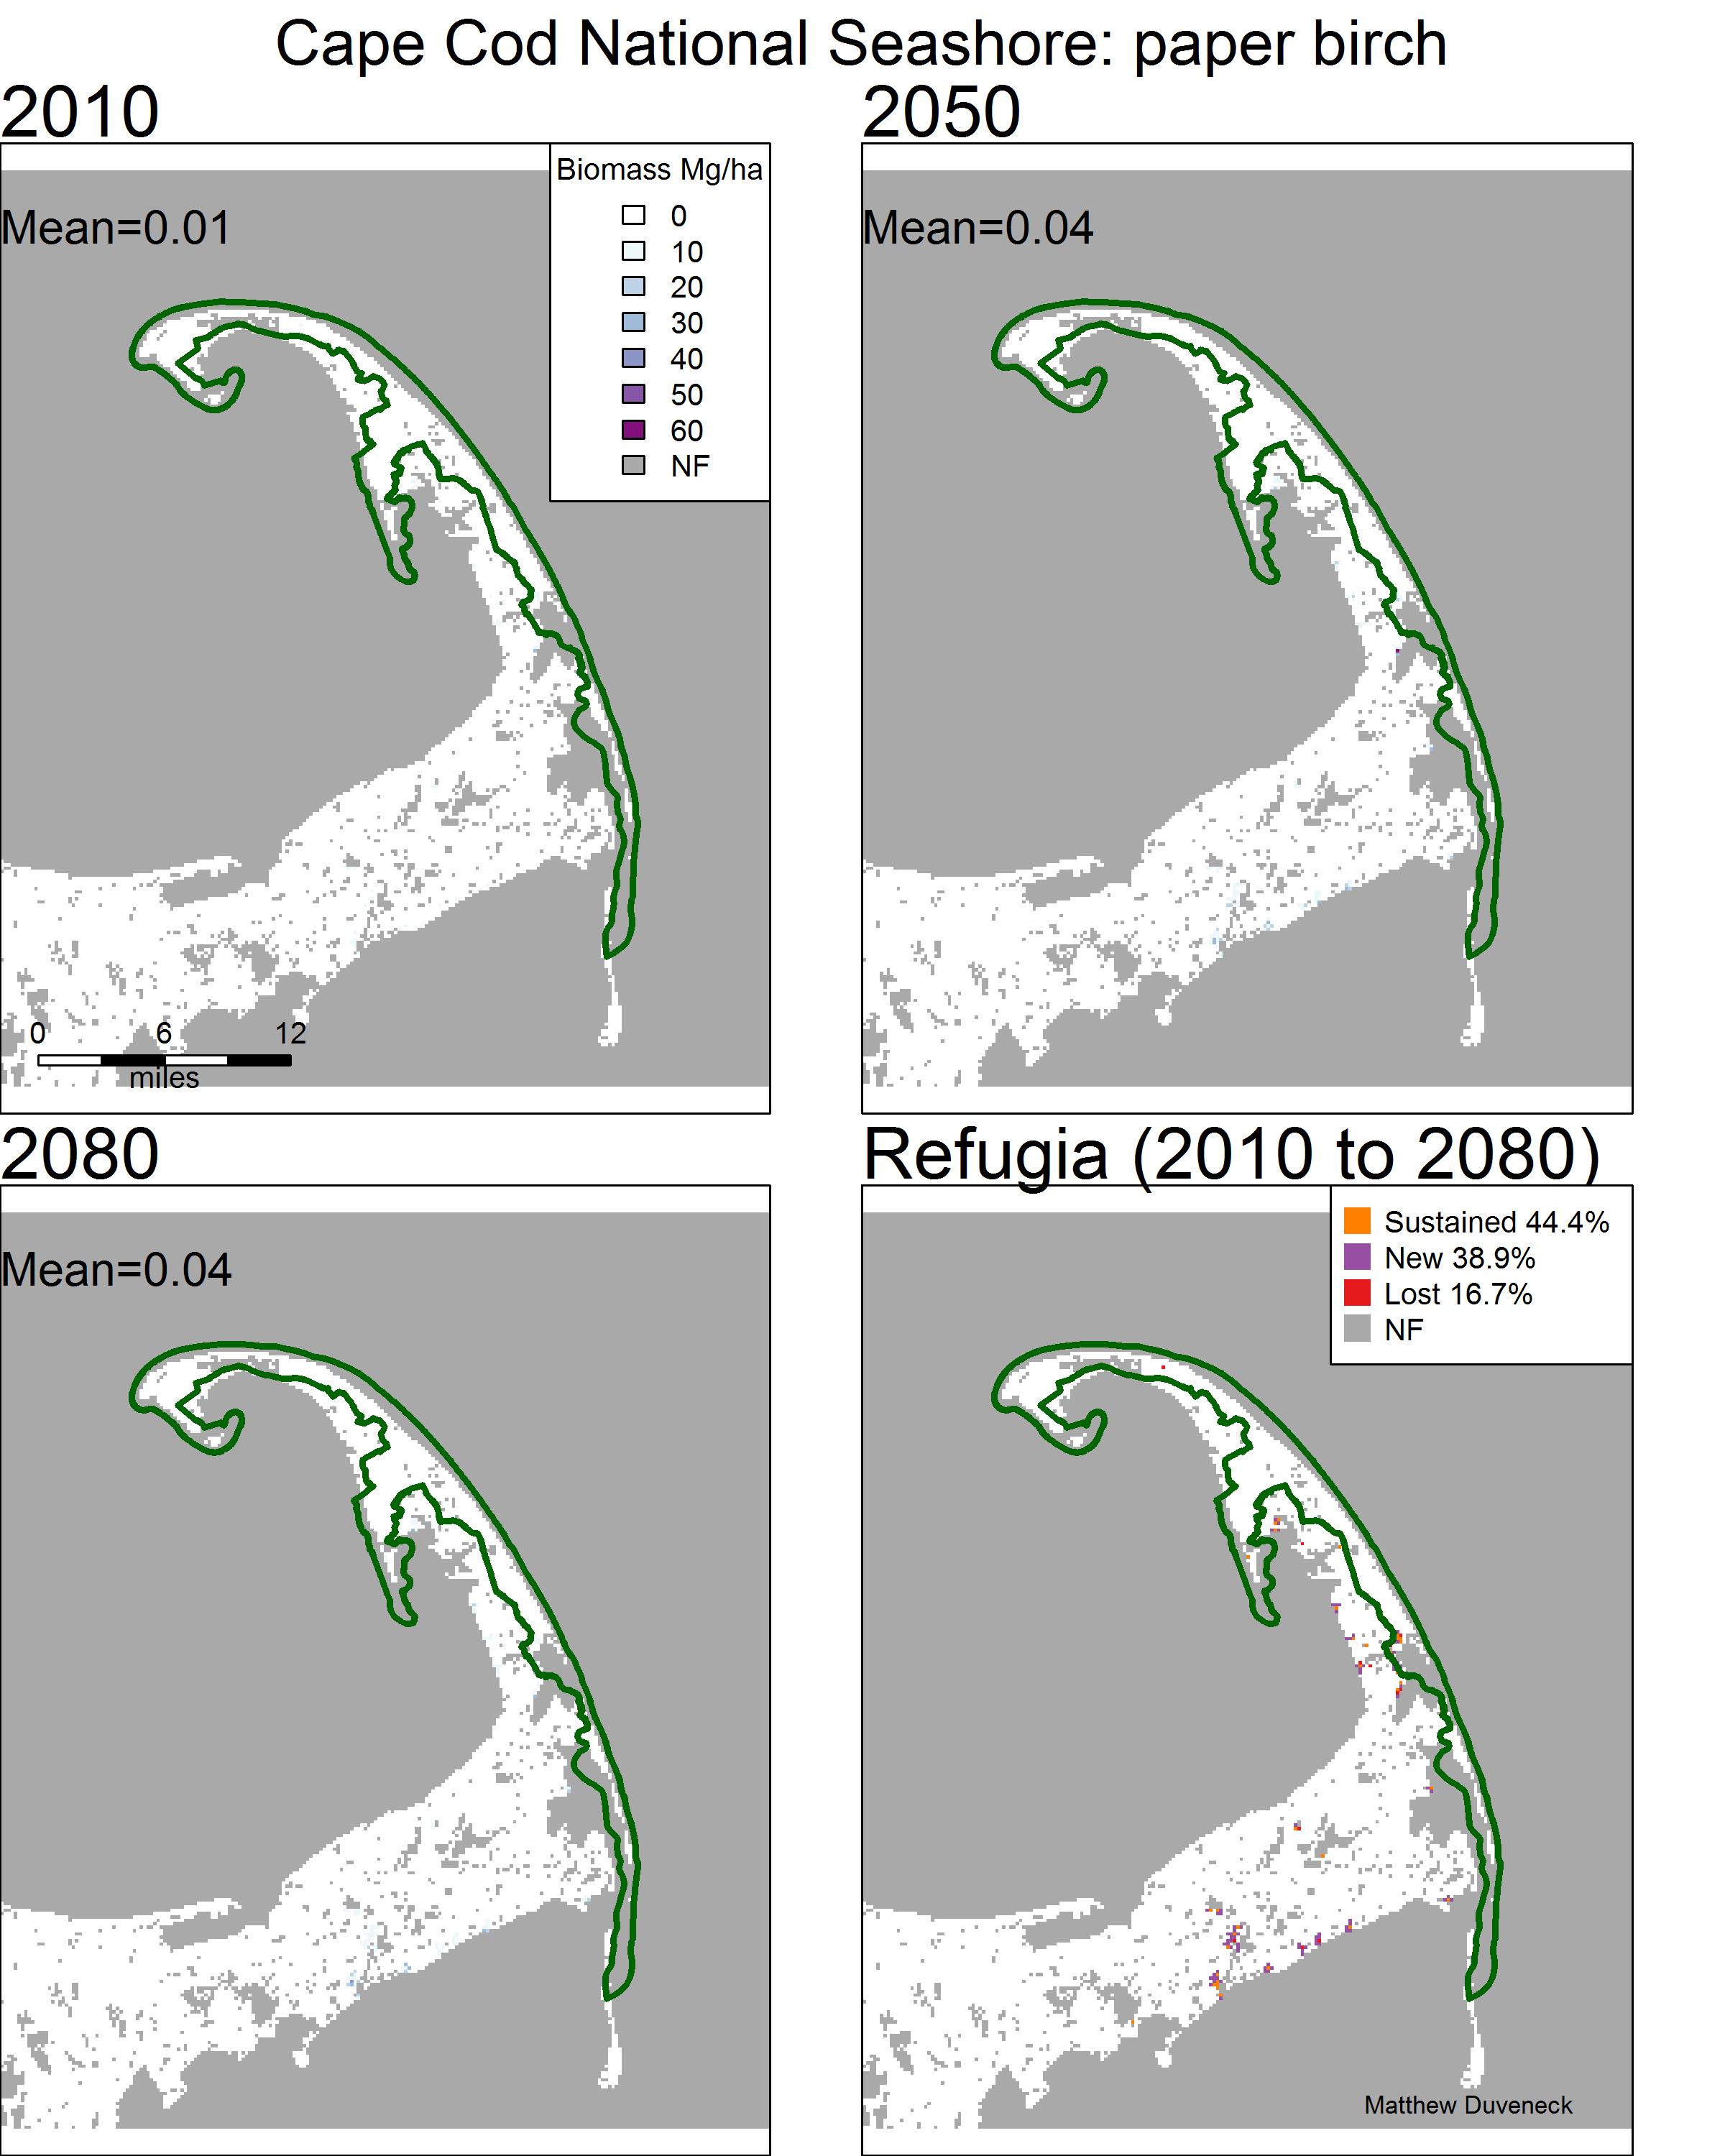 Cape Cod National Seashore: paper birch
2010
Biomass Mg/ha
0
10
20
30
40
50
60
NF
Mean=0.01
0 6 12
miles
2050
Mean=0.04
2080
Mean=0.04
Refugia (2010 to 2080)
Sustained 44.4%
New 38.9%
Lost 16.7%
NF
Matthew Duveneck